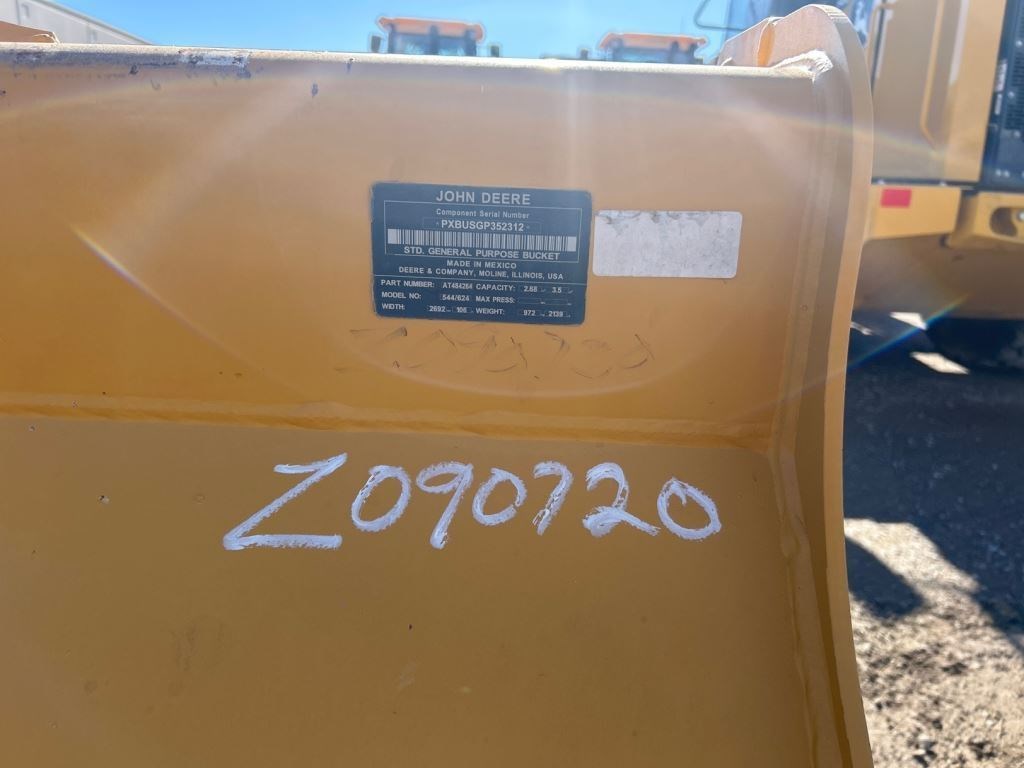 JOHN DEERE
Component Serial Number
PXBUSGP352312
STD. GENERAL PURPOSE BUCKET
MADE IN MEXICO
DEERE & COMPANY, MOLINE, ILLINOIS, USA
PART NUMBER: AT484264 CAPACITY: 2.68 3.5
MODEL NO: 544/624 MAX PRESS:
WIDTH: 2692 106 WEIGHT: 972 2139
Z090720